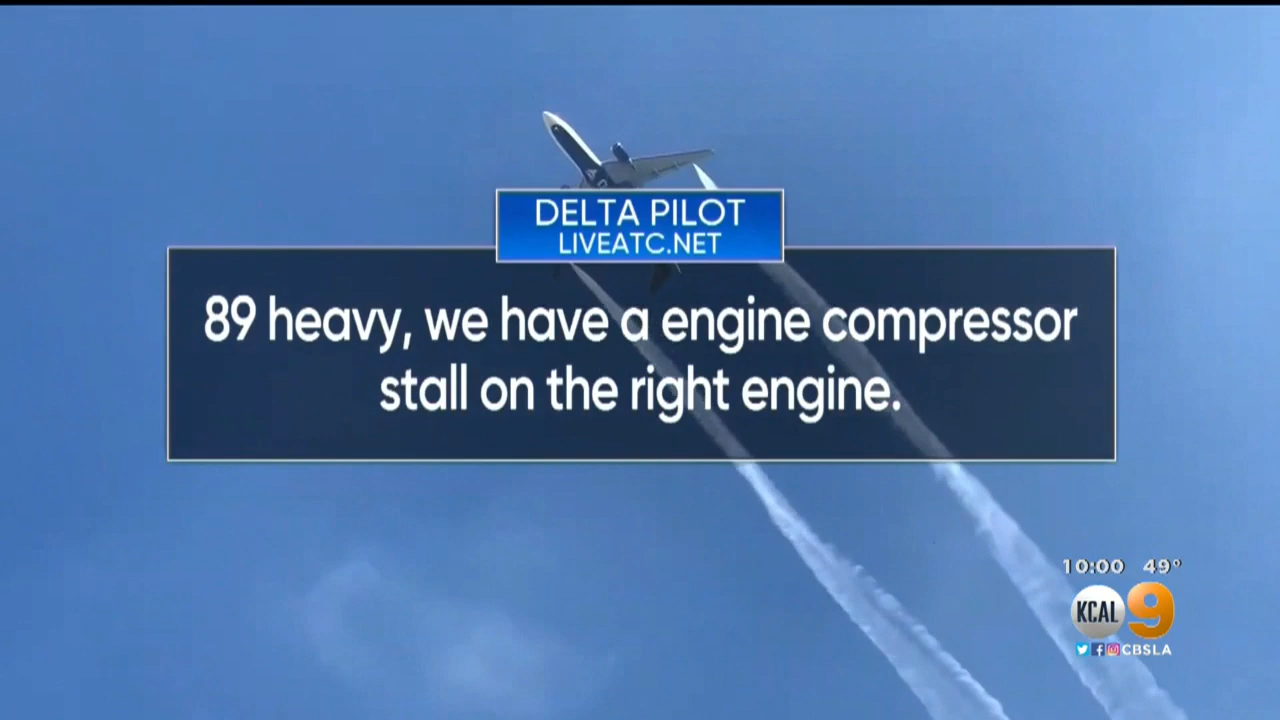 DELTA PILOT
LIVEATC.NET
89 heavy, we have a engine compressor
stall on the right engine.
10:00 49°
KCAL 9
CBSLA